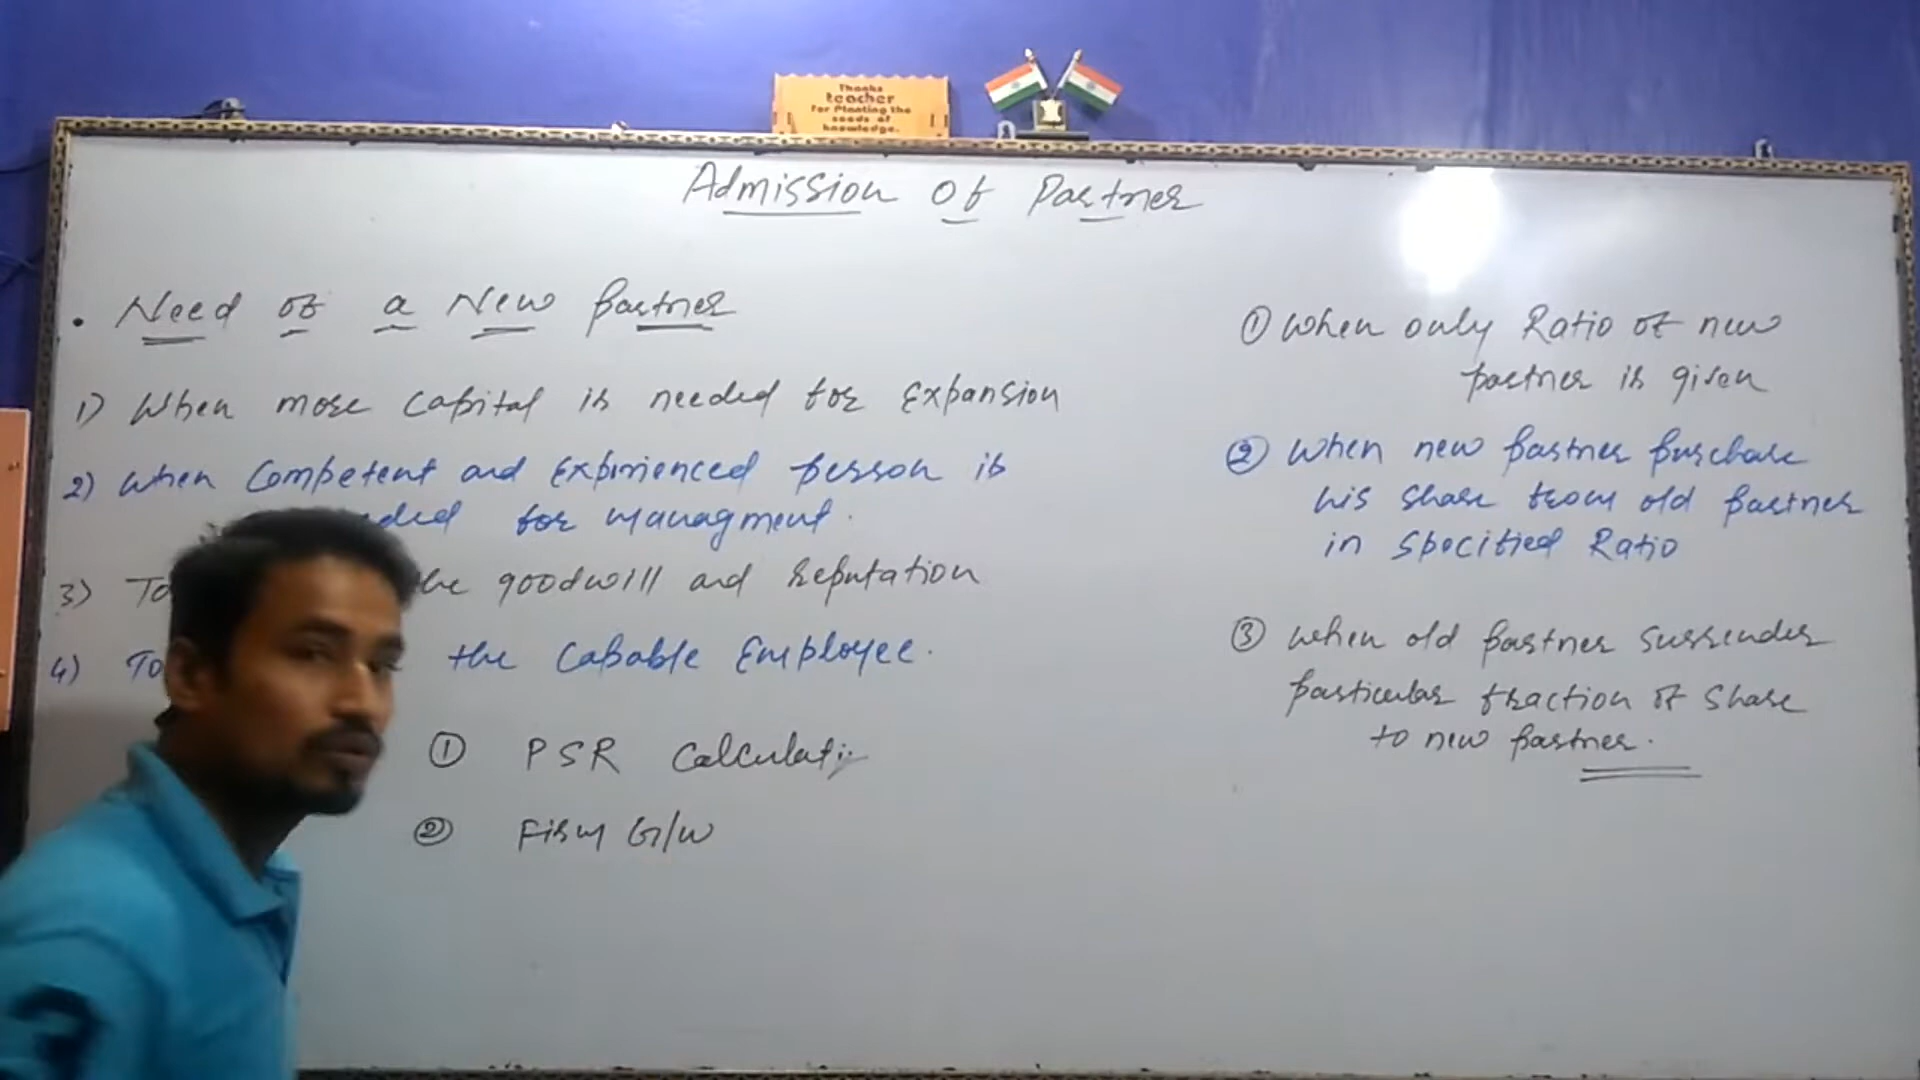 Thanks
teacher
For Planting the
seeds of
knowledge.
Admission Of Partner
. Need of a New partner
1) When more Capital is needed for Expansion
2) When Competent and Expirienced person is
for managment.
3) To goodwill and reputation
4) To the Capable Employee.
① PSR Calculati
② Firm G/W
① When only Ratio of new
partner is given
② When new partner purchase
his share from old partner
in Specified Ratio
③ When old partner surrender
particular fraction of Share
to new partner.